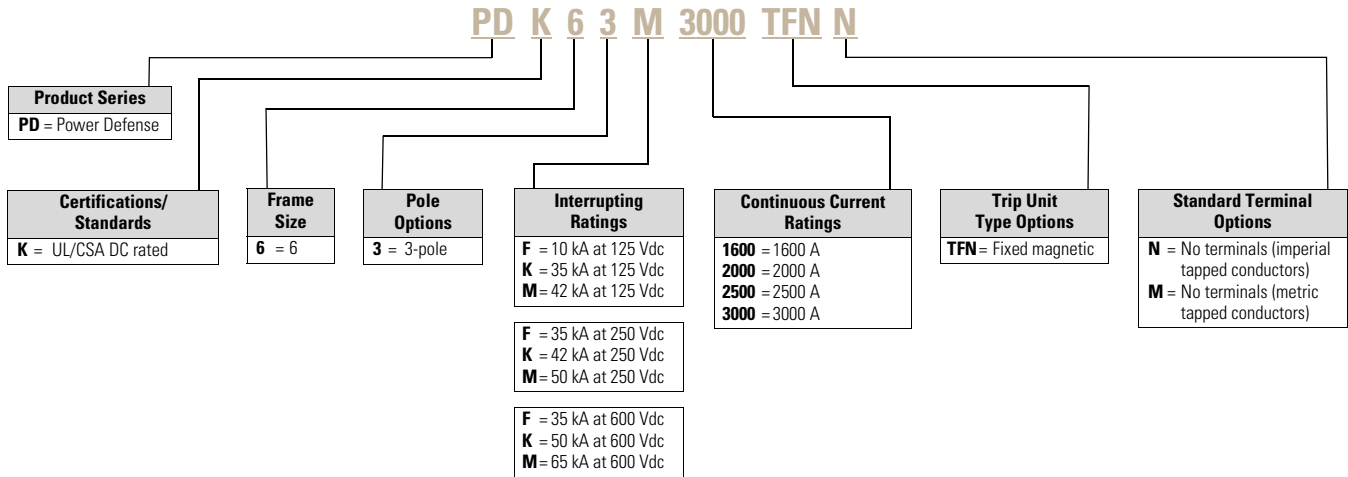 PD K 6 3 M 3000 TFN N
Product Series
PD = Power Defense
Certifications/
Standards
K = UL/CSA DC rated
Frame
Size
6 = 6
Pole
Options
3 = 3-pole
Interrupting
Ratings
F = 10 kA at 125 Vdc
K = 35 kA at 125 Vdc
M = 42 kA at 125 Vdc
F = 35 kA at 250 Vdc
K = 42 kA at 250 Vdc
M = 50 kA at 250 Vdc
F = 35 kA at 600 Vdc
K = 50 kA at 600 Vdc
M = 65 kA at 600 Vdc
Continuous Current
Ratings
1600 = 1600 A
2000 = 2000 A
2500 = 2500 A
3000 = 3000 A
Trip Unit
Type Options
TFN = Fixed magnetic
Standard Terminal
Options
N = No terminals (imperial
tapped conductors)
M = No terminals (metric
tapped conductors)